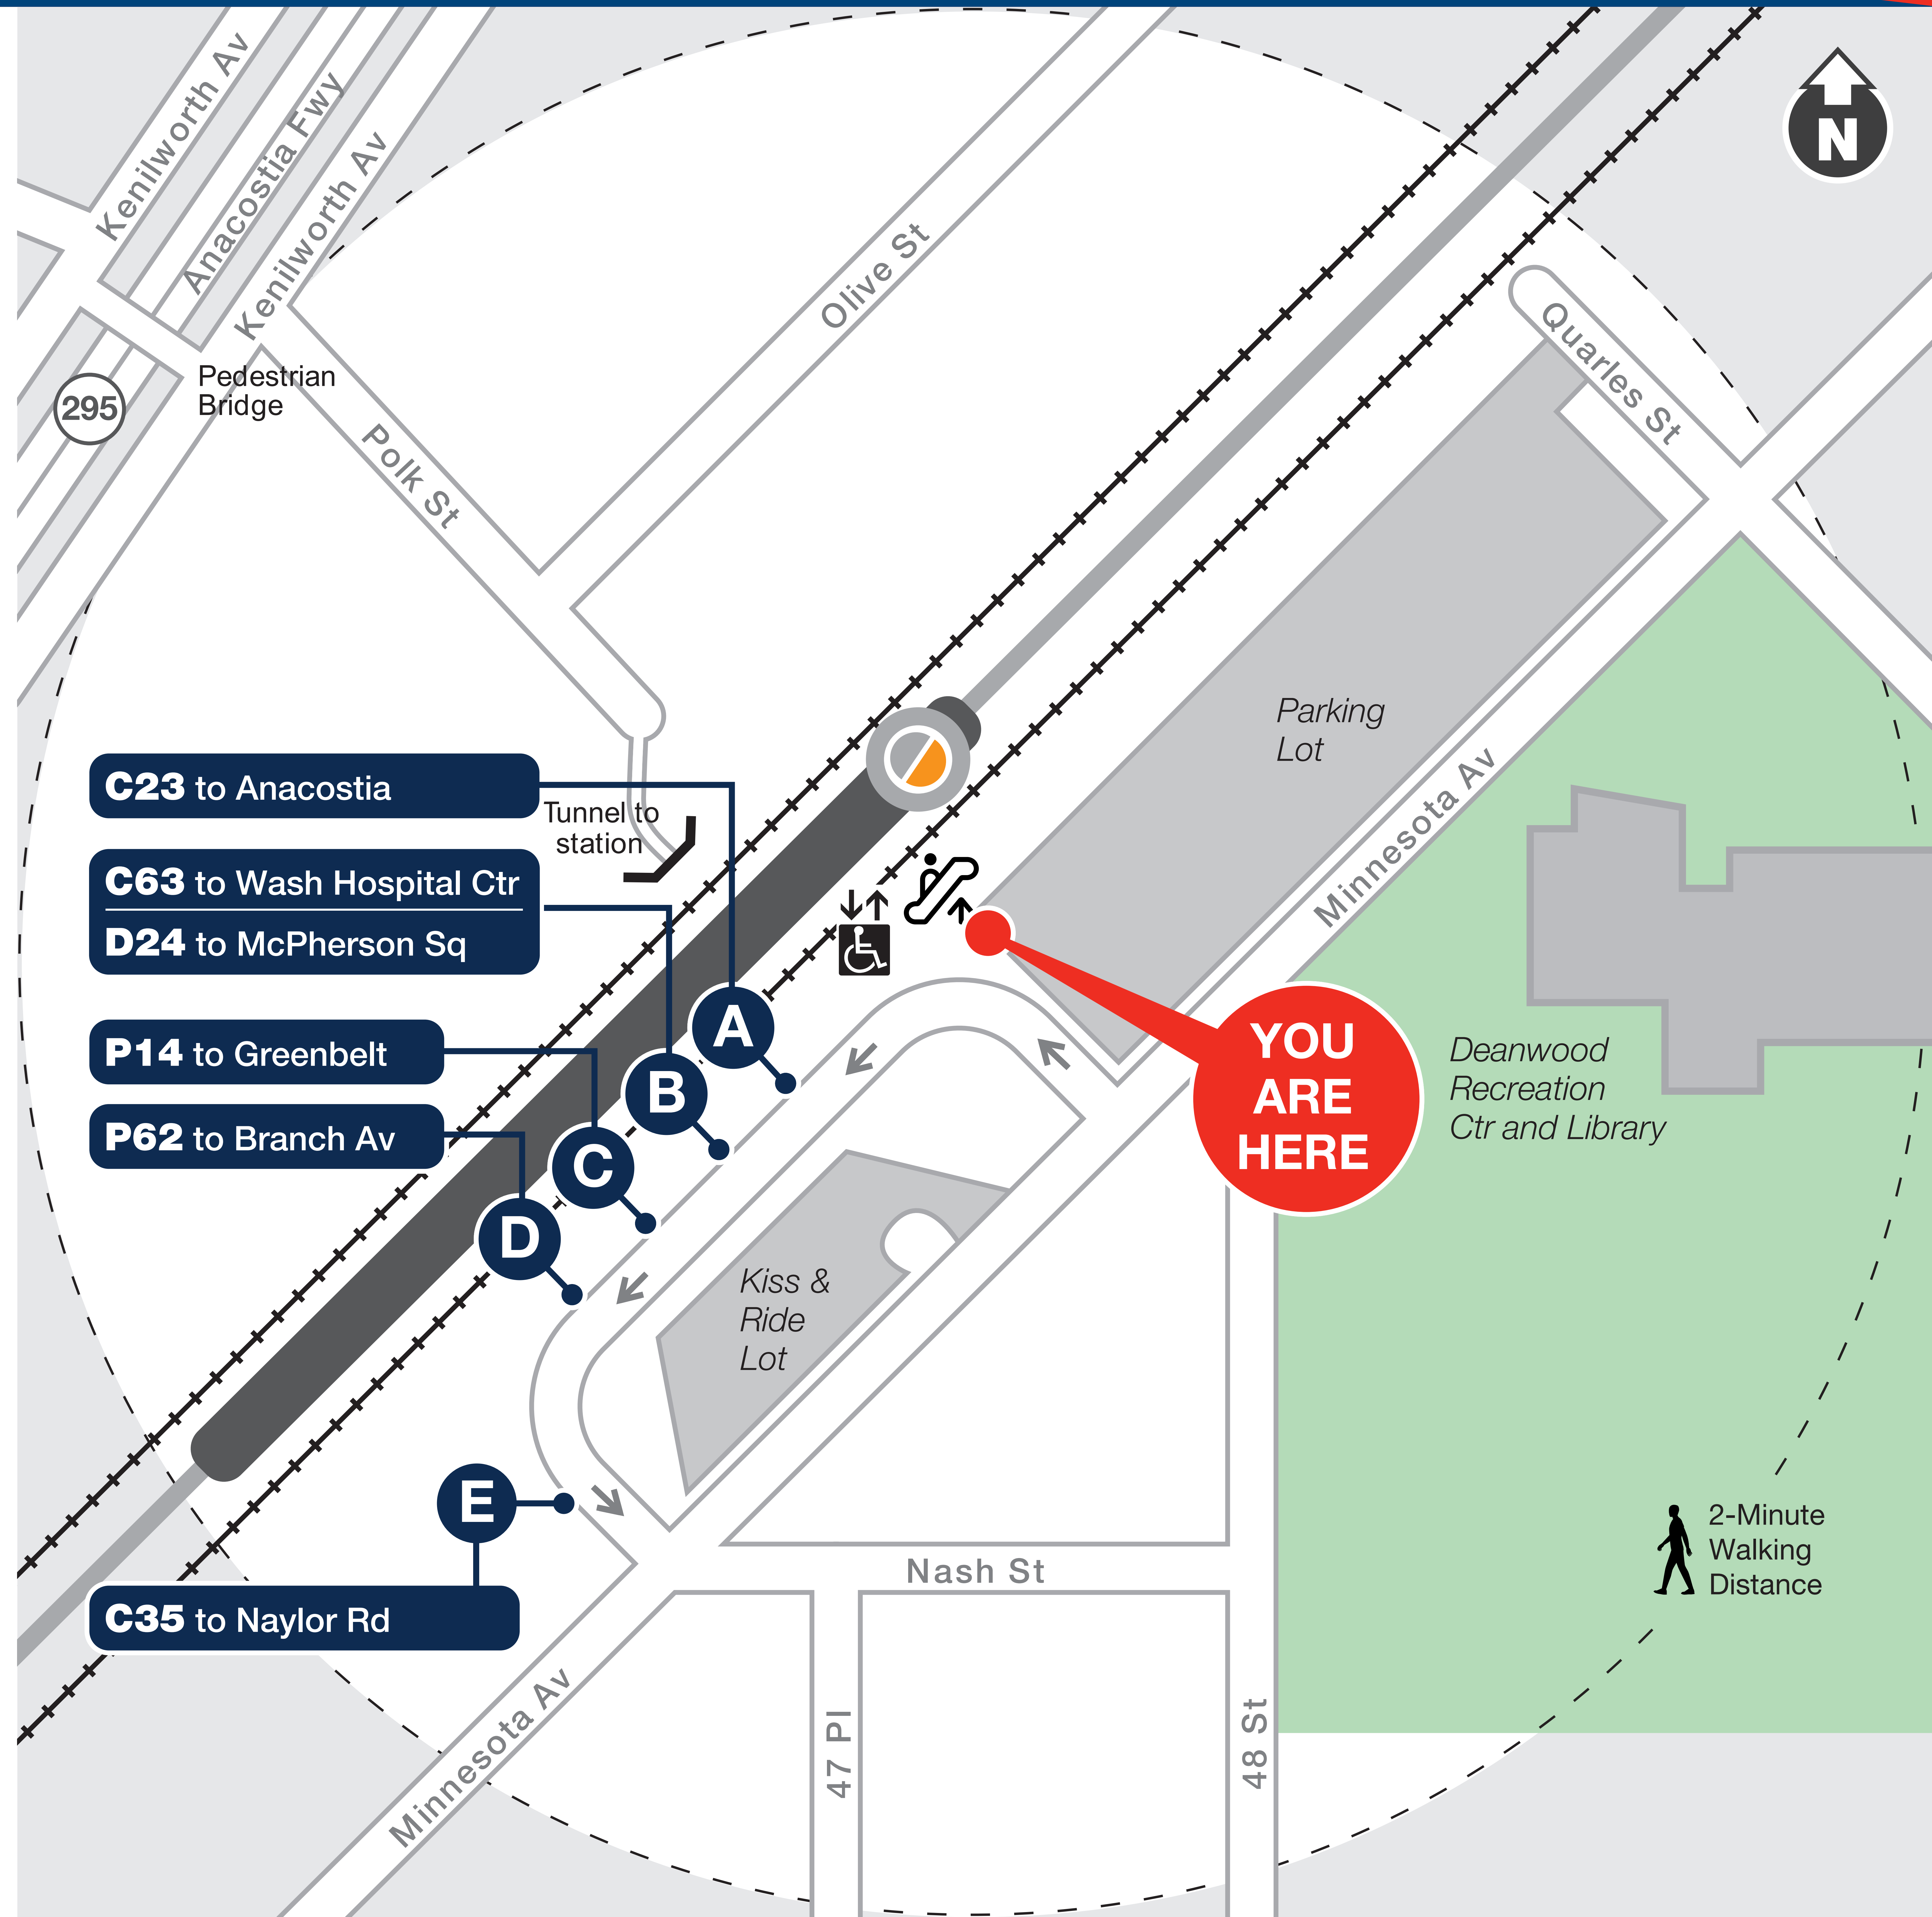 Kenilworth Av
Anacostia Fwy
Kenilworth Av
N
Olive St
Quarles St
295
Pedestrian
Bridge
Polk St
Parking
Lot
Minnesota Av
C23 to Anacostia
Tunnel to
station
C63 to Wash Hospital Ctr
D24 to McPherson Sq
P14 to Greenbelt
P62 to Branch Av
A
B
C
D
YOU
ARE
HERE
Deanwood
Recreation
Ctr and Library
Kiss &
Ride
Lot
E
C35 to Naylor Rd
Nash St
2-Minute
Walking
Distance
Minnesota Av
47 Pl
48 St